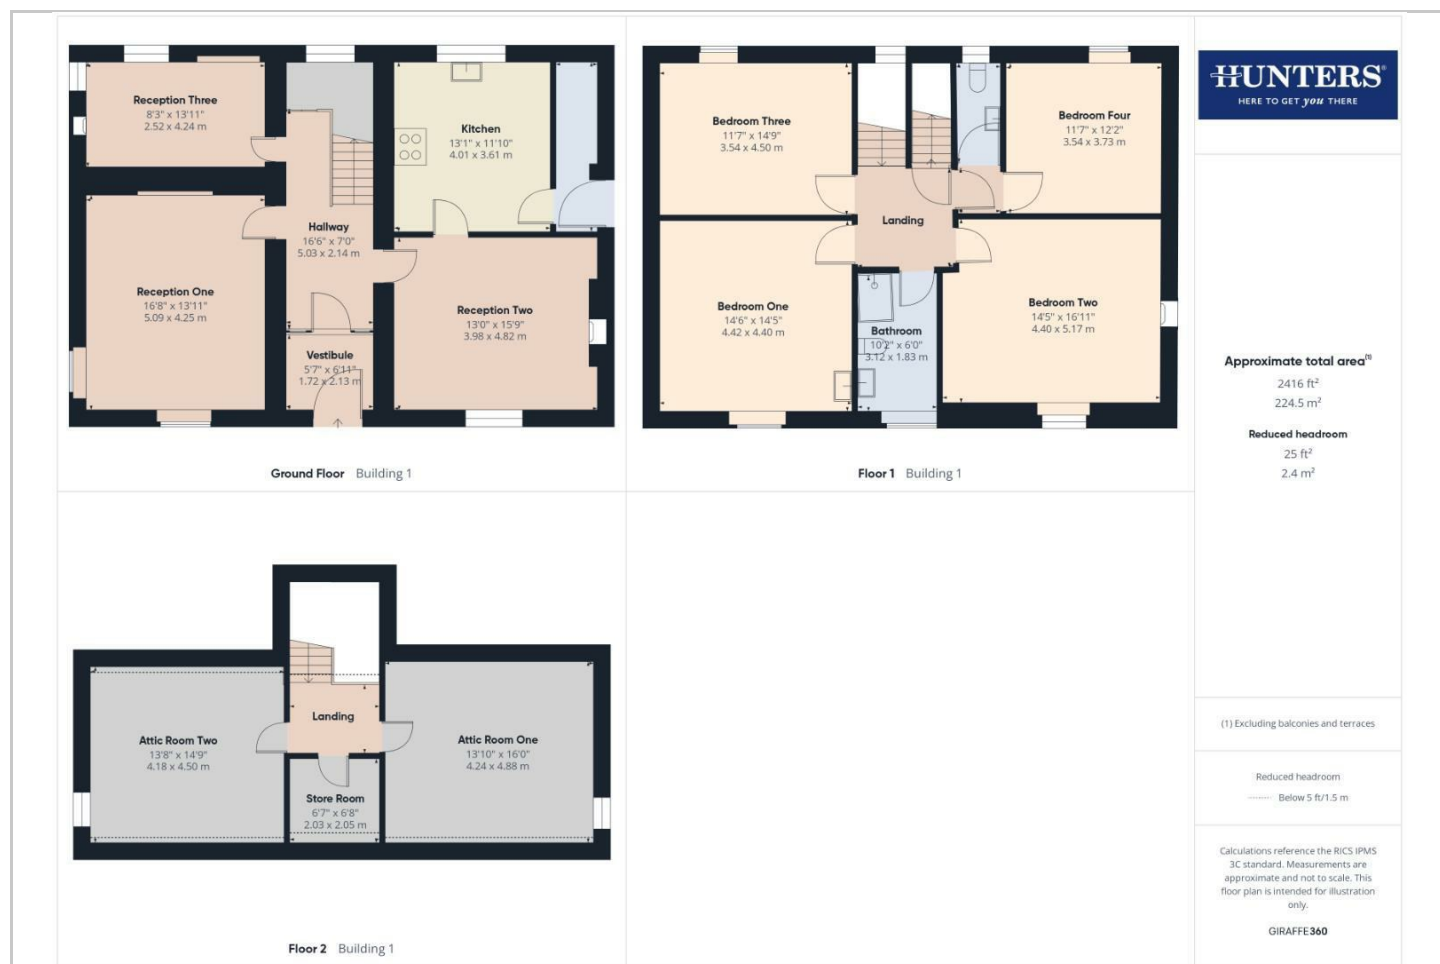 Reception Three
8'3" x 13'11"
2.52 x 4.24 m
Kitchen
13'1" x 11'10"
4.01 x 3.61 m
Hallway
16'6" x 7'0"
5.03 x 2.14 m
Reception One
16'8" x 13'11"
5.09 x 4.25 m
Reception Two
13'0" x 15'9"
3.98 x 4.82 m
Vestibule
5'7" x 6'11"
1.72 x 2.13 m
Ground Floor Building 1
Bedroom Three
11'7" x 14'9"
3.54 x 4.50 m
Bedroom Four
11'7" x 12'2"
3.54 x 3.73 m
Landing
Bedroom One
14'6" x 14'5"
4.42 x 4.40 m
Bathroom
10'2" x 6'0"
3.12 x 1.83 m
Bedroom Two
14'5" x 16'11"
4.40 x 5.17 m
Floor 1 Building 1
Landing
Attic Room Two
13'8" x 14'9"
4.18 x 4.50 m
Attic Room One
13'10" x 16'0"
4.24 x 4.88 m
Store Room
6'7" x 6'8"
2.03 x 2.05 m
Floor 2 Building 1
HUNTERS®
HERE TO GET you THERE
Approximate total area(1)
2416 ft²
224.5 m²
Reduced headroom
25 ft²
2.4 m²
(1) Excluding balconies and terraces
Reduced headroom
Below 5 ft/1.5 m
Calculations reference the RICS IPMS
3C standard. Measurements are
approximate and not to scale. This
floor plan is intended for illustration
only.
GIRAFFE360